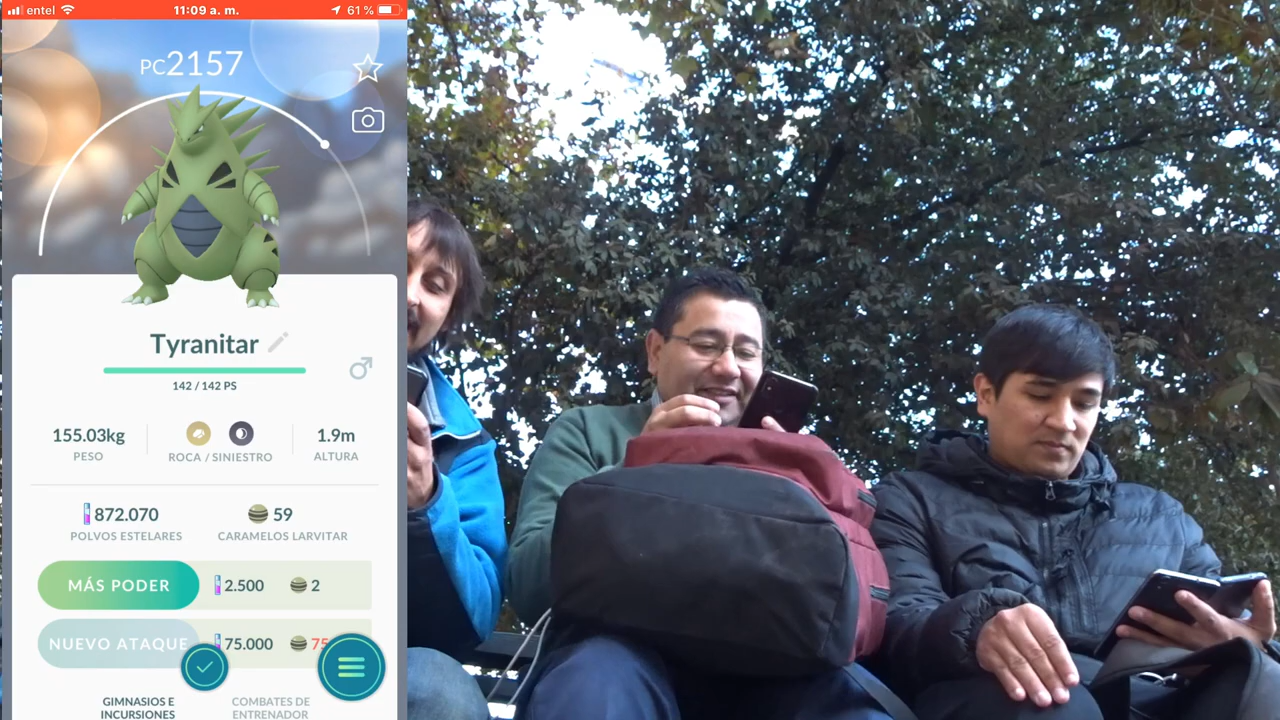 entel 11:09 a. m. 61 %
PC2157
Tyranitar
142 / 142 PS
155.03kg 1.9m
PESO ROCA / SINIESTRO ALTURA
872.070 59
POLVOS ESTELARES CARAMELOS LARVITAR
MÁS PODER 2.500 2
NUEVO ATAQUE 75.000 75
GIMNASIOS E COMBATES DE
INCURSIONES ENTRENADOR